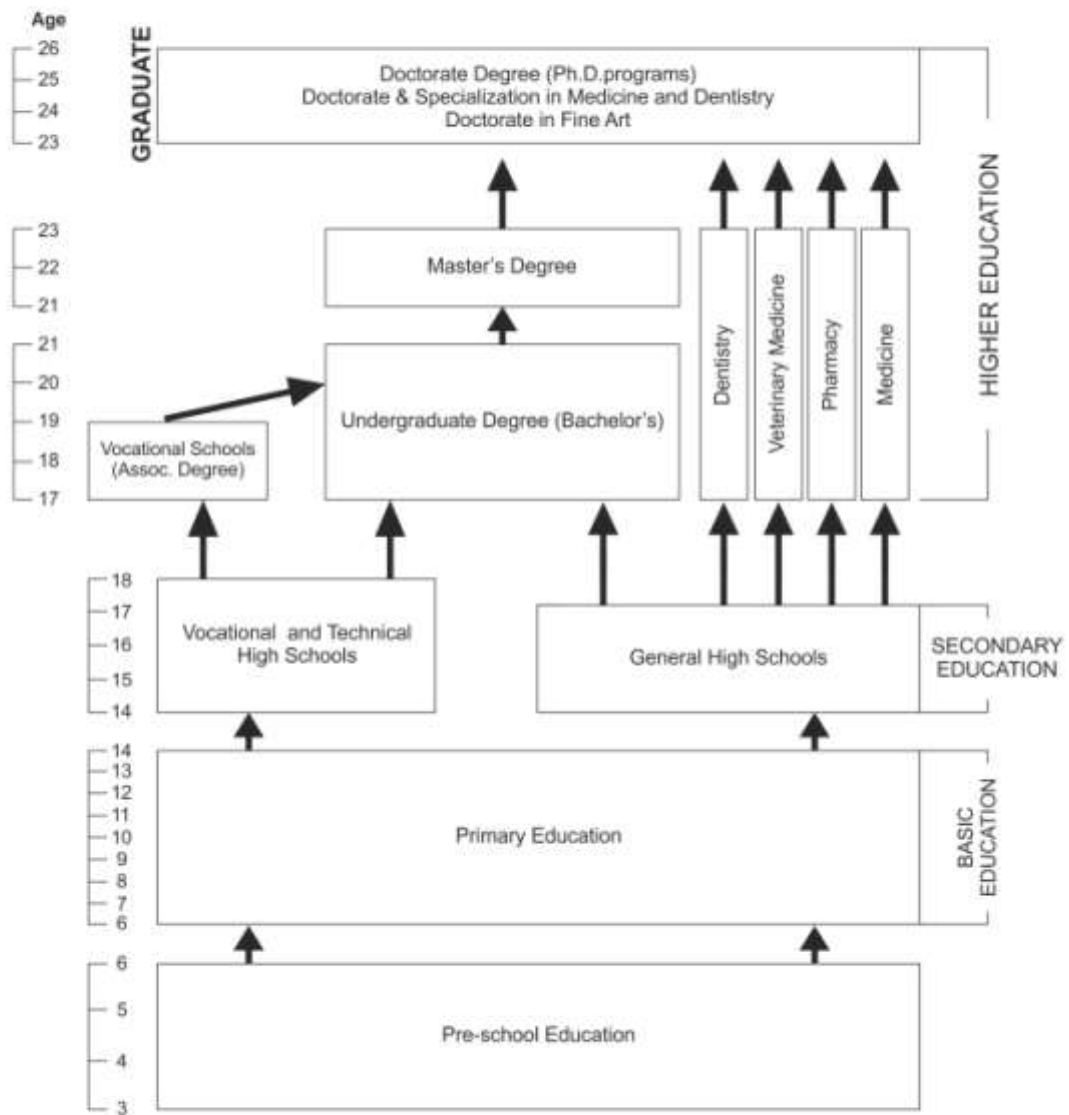 Age
26
25
24
23
GRADUATE
Doctorate Degree (Ph.D.programs)
Doctorate & Specialization in Medicine and Dentistry
Doctorate in Fine Art
HIGHER EDUCATION
23
22
21
Master's Degree
21
20
19
18
17
Vocational Schools
(Assoc. Degree)
Undergraduate Degree (Bachelor's)
Dentistry
Veterinary Medicine
Pharmacy
Medicine
18
17
16
15
14
Vocational and Technical
High Schools
General High Schools
SECONDARY
EDUCATION
14
13
12
11
10
9
8
7
6
Primary Education
BASIC
EDUCATION
6
5
4
3
Pre-school Education